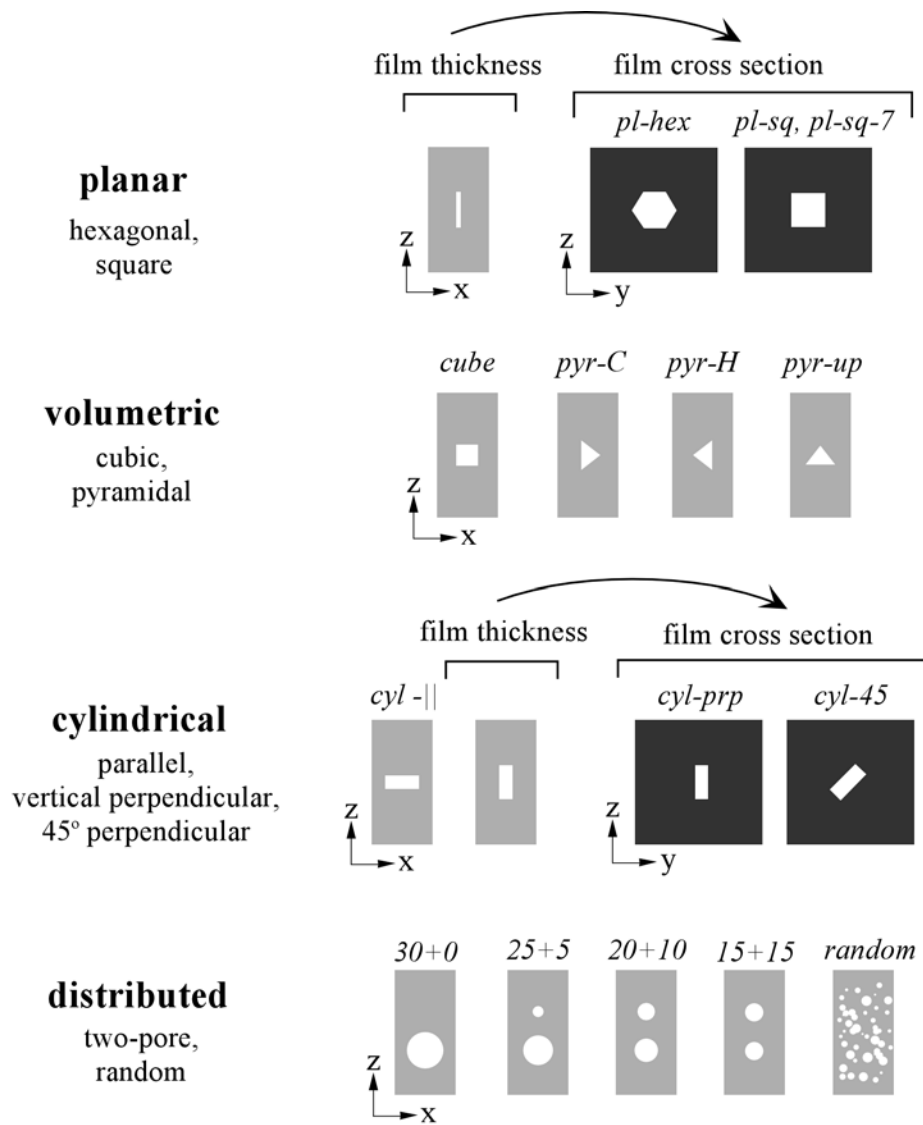 film thickness
film cross section
pl-hex
pl-sq, pl-sq-7
planar
hexagonal,
square
z
x
z
y
cube
pyr-C
pyr-H
pyr-up
volumetric
cubic,
pyramidal
z
x
film thickness
film cross section
cyl -||
cyl-prp
cyl-45
cylindrical
parallel,
vertical perpendicular,
45º perpendicular
z
x
z
y
30+0
25+5
20+10
15+15
random
distributed
two-pore,
random
z
x